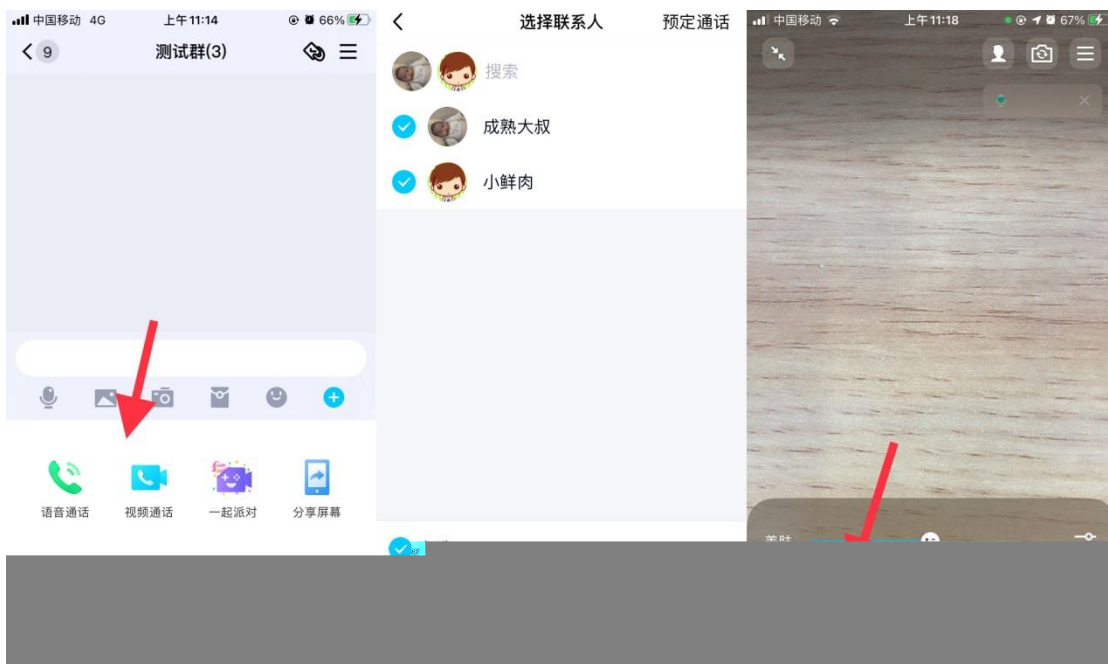 中国移动 4G 上午11:14 66%
9 测试群(3)
语音通话 视频通话 一起派对 分享屏幕
选择联系人 预定通话
搜索
成熟大叔
小鲜肉
中国移动 上午11:18 67%